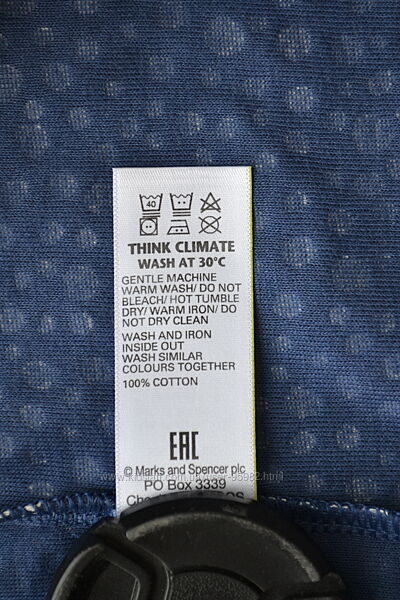 40
THINK CLIMATE
WASH AT 30°C
GENTLE MACHINE
WARM WASH/ DO NOT
BLEACH/ HOT TUMBLE
DRY/ WARM IRON/ DO
NOT DRY CLEAN
WASH AND IRON
INSIDE OUT
WASH SIMILAR
COLOURS TOGETHER
100% COTTON
EAC
© Marks and Spencer plc
PO Box 3339